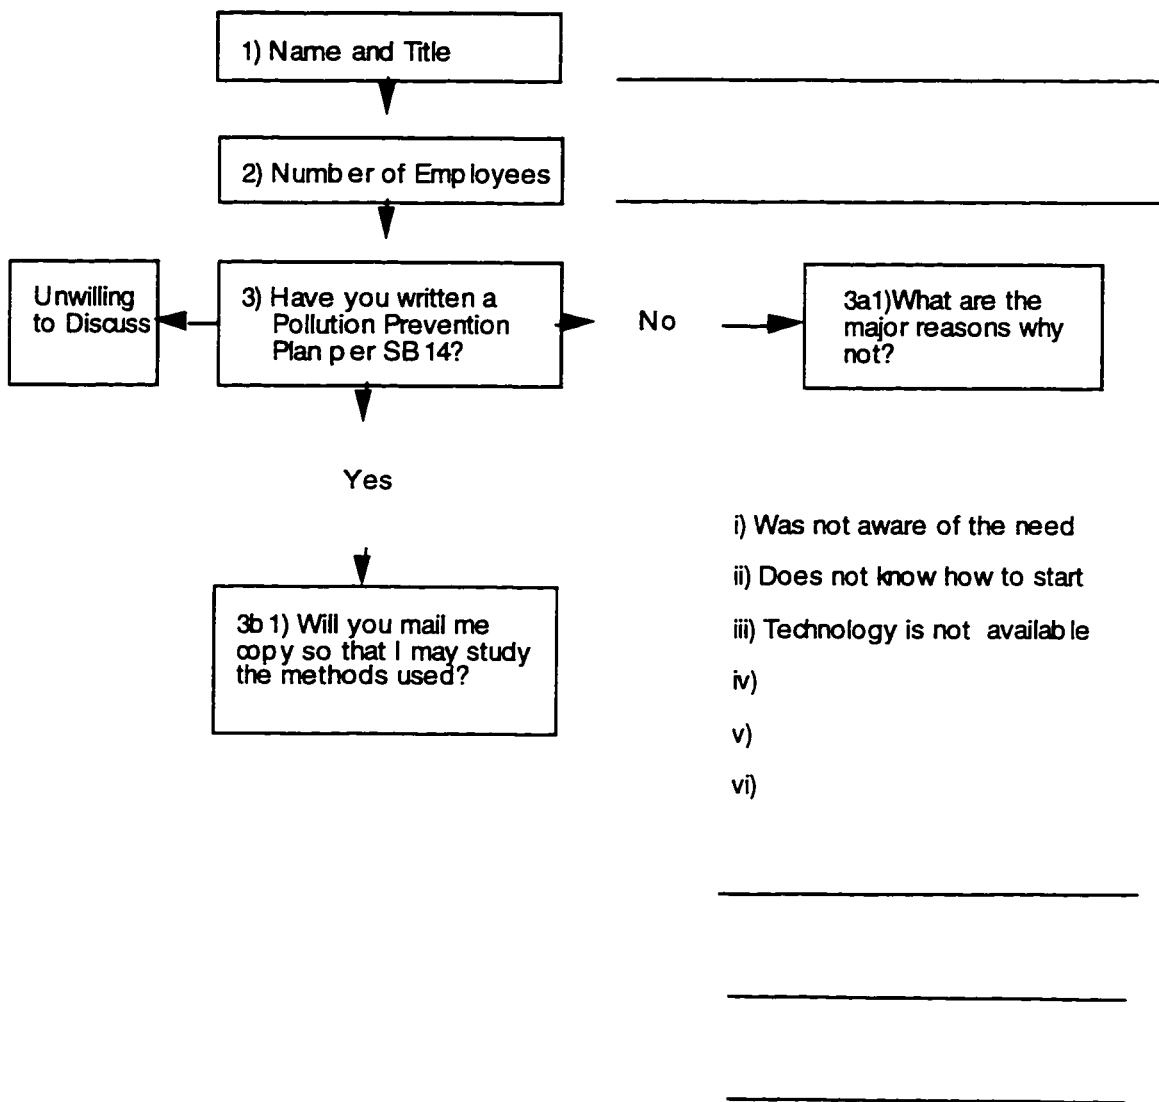 1) Name and Title
2) Number of Employees
Unwilling
to Discuss
3) Have you written a
Pollution Prevention
Plan per SB 14?
No
3a1)What are the
major reasons why
not?
Yes
3b 1) Will you mail me
copy so that I may study
the methods used?
i) Was not aware of the need
ii) Does not know how to start
iii) Technology is not available
iv)
v)
vi)